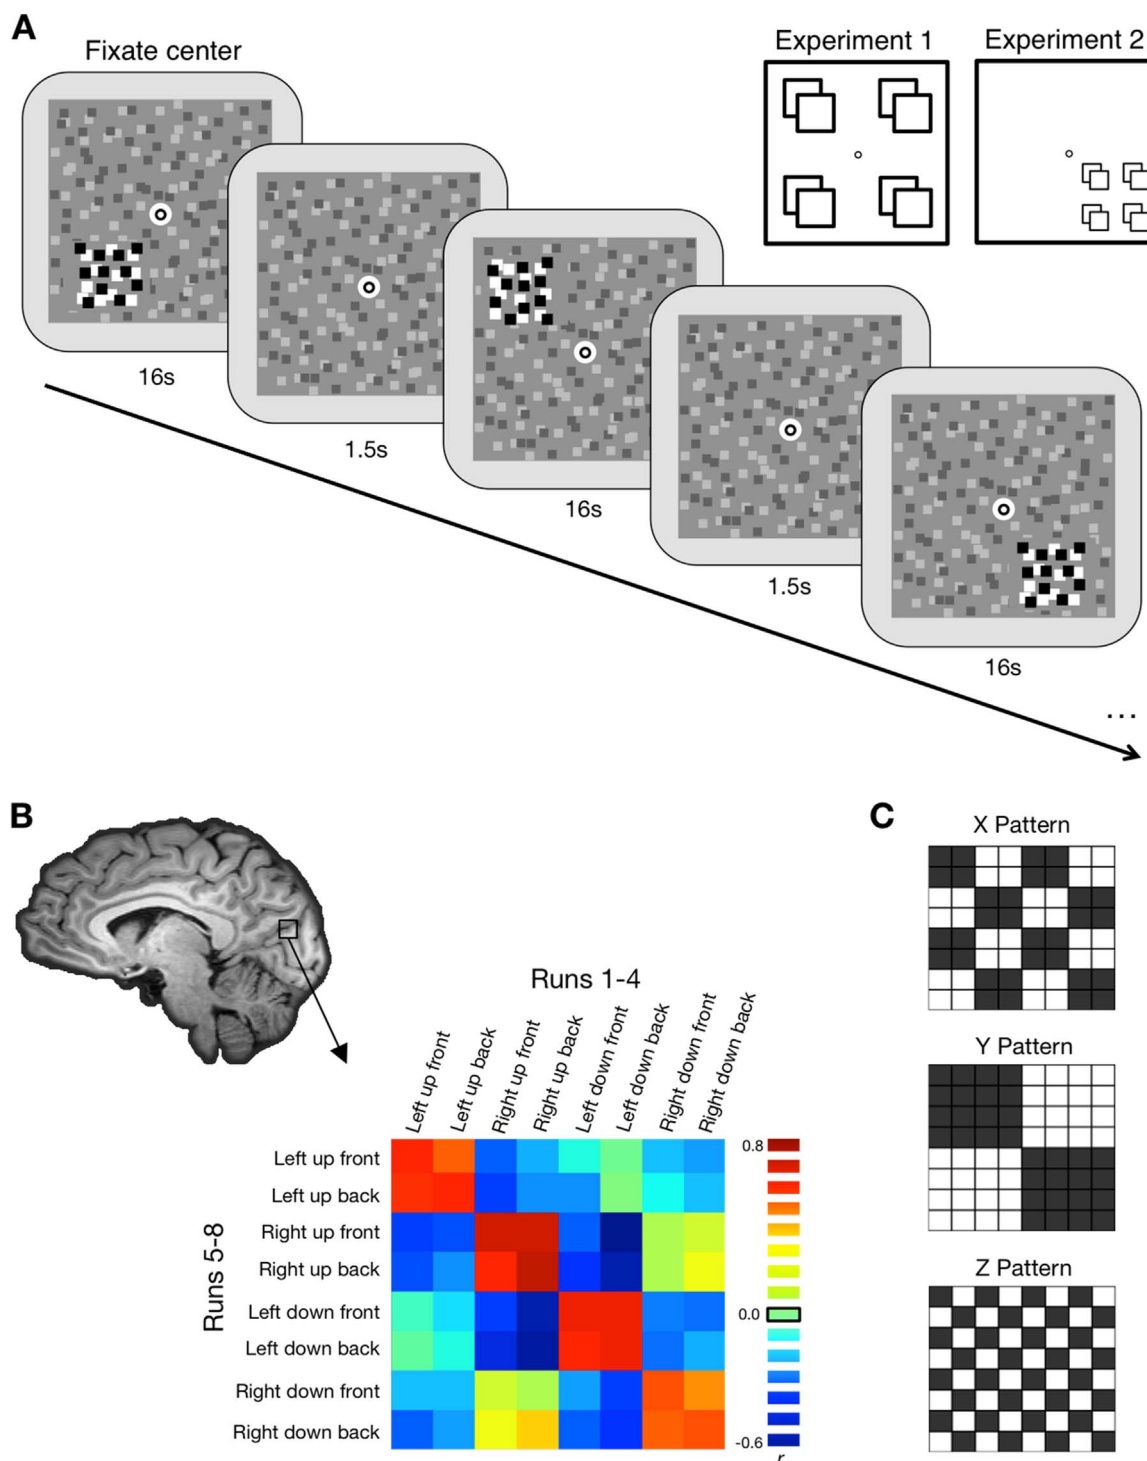 A
Fixate center
Experiment 1
Experiment 2
16s
1.5s
16s
1.5s
16s
...
B
Runs 1-4
Left up front
Left up back
Right up front
Right up back
Left down front
Left down back
Right down front
Right down back
Runs 5-8
Left up front
Left up back
Right up front
Right up back
Left down front
Left down back
Right down front
Right down back
0.8
0.0
-0.6
r
C
X Pattern
Y Pattern
Z Pattern